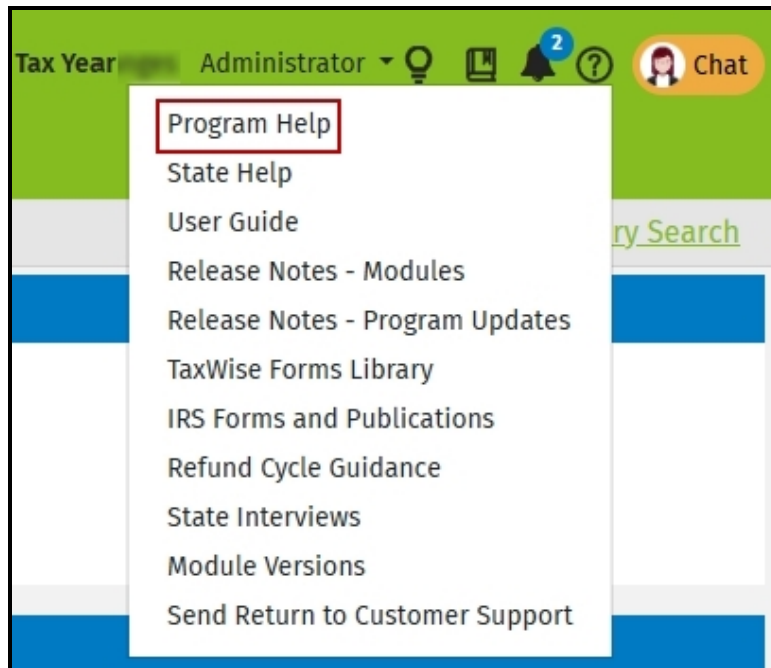 Tax Year Administrator 2 Chat
Program Help
State Help
User Guide
ry Search
Release Notes - Modules
Release Notes - Program Updates
TaxWise Forms Library
IRS Forms and Publications
Refund Cycle Guidance
State Interviews
Module Versions
Send Return to Customer Support